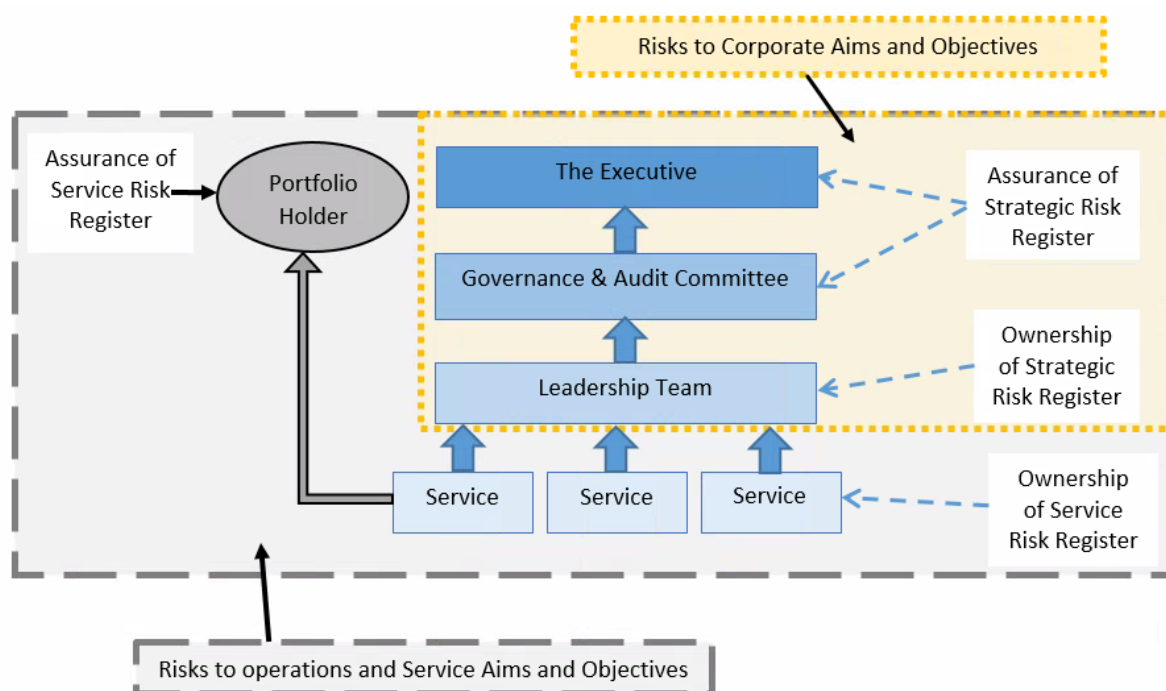 Risks to Corporate Aims and Objectives
Assurance of
Service Risk
Register
Portfolio
Holder
The Executive
Assurance of
Strategic Risk
Register
Governance & Audit Committee
Leadership Team
Ownership
of Strategic
Risk Register
Service
Service
Service
Ownership
of Service
Risk Register
Risks to operations and Service Aims and Objectives